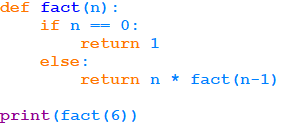 def fact(n):
    if n == 0:
        return 1
    else:
        return n * fact(n-1)

print(fact(6))